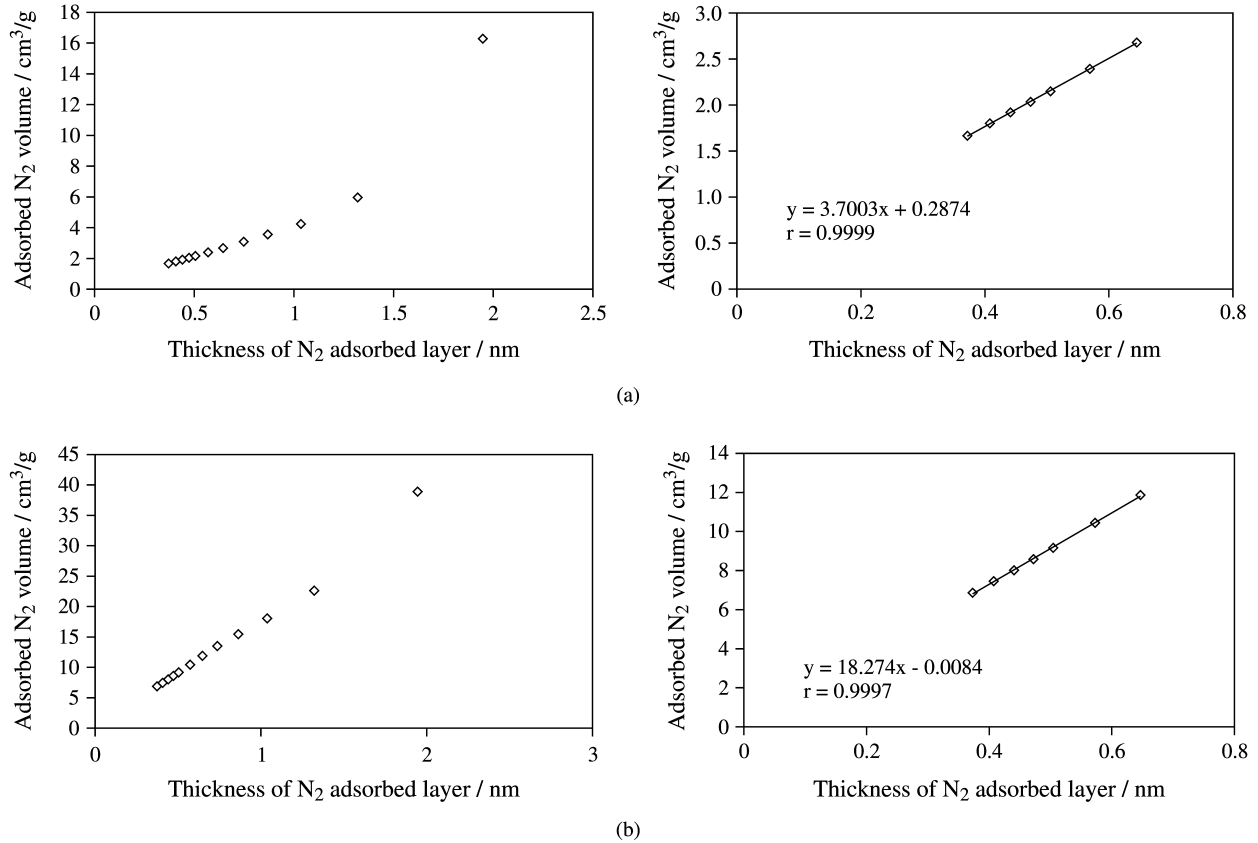 Adsorbed N2 volume / cm3/g
18
16
14
12
10
8
6
4
2
0
0 0.5 1 1.5 2 2.5
Thickness of N2 adsorbed layer / nm
Adsorbed N2 volume / cm3/g
3.0
2.5
2.0
1.5
1.0
0.5
0
y = 3.7003x + 0.2874
r = 0.9999
0 0.2 0.4 0.6 0.8
Thickness of N2 adsorbed layer / nm
(a)
Adsorbed N2 volume / cm3/g
45
40
35
30
25
20
15
10
5
0
0 1 2 3
Thickness of N2 adsorbed layer / nm
Adsorbed N2 volume / cm3/g
14
12
10
8
6
4
2
0
y = 18.274x - 0.0084
r = 0.9997
0 0.2 0.4 0.6 0.8
Thickness of N2 adsorbed layer / nm
(b)